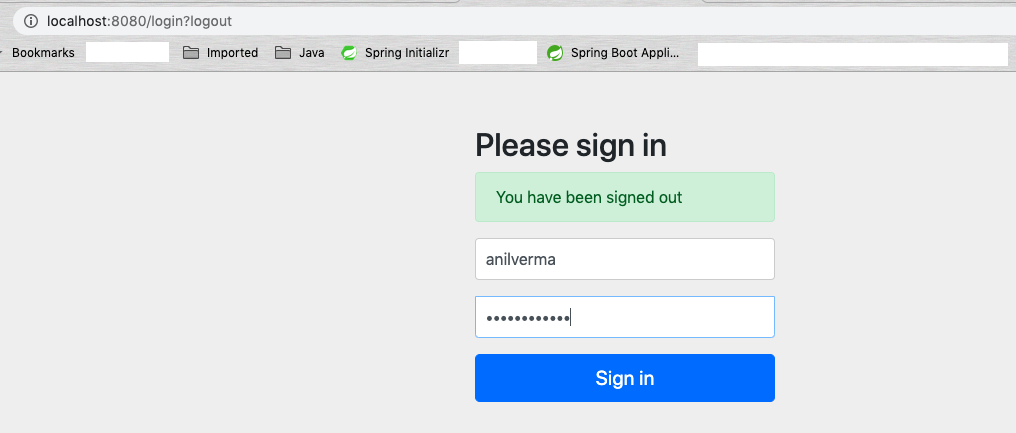 localhost:8080/login?logout
Bookmarks Imported Java Spring Initializr Spring Boot Appli...
Please sign in
You have been signed out
anilverma
••••••••••••
Sign in